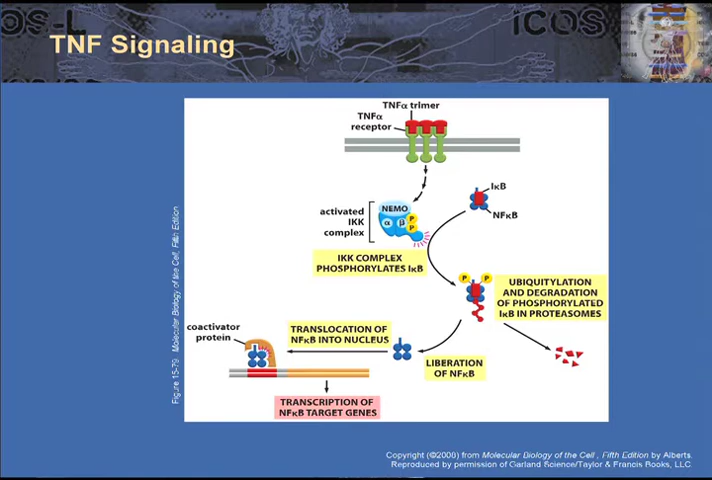 OS-L
ICOS
TNF Signaling
TNFα trimer
TNFα
receptor
IκB
NFκB
NEMO
α
β
P
P
activated
IKK
complex
IKK COMPLEX
PHOSPHORYLATES IκB
P
P
UBIQUITYLATION
AND DEGRADATION
OF PHOSPHORYLATED
IκB IN PROTEASOMES
coactivator
protein
TRANSLOCATION OF
NFκB INTO NUCLEUS
LIBERATION
OF NFκB
TRANSCRIPTION OF
NFκB TARGET GENES
Figure 15-79 Molecular Biology of the Cell, Fifth Edition
Copyright (©2008) from Molecular Biology of the Cell , Fifth Edition by Alberts.
Reproduced by permission of Garland Science/Taylor & Francis Books, LLC.